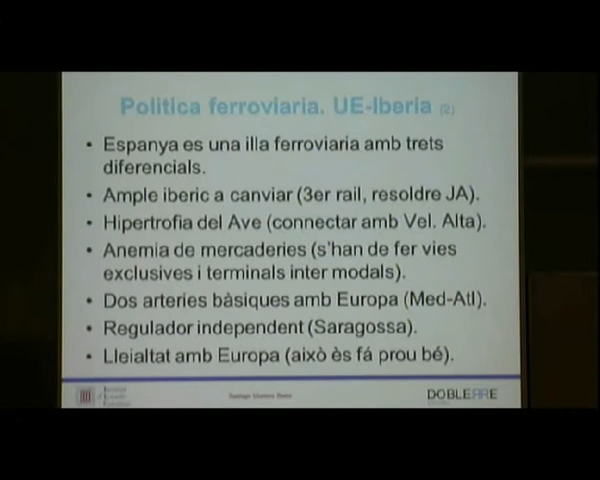 Politica ferroviaria. UE-Iberia (2)
• Espanya es una illa ferroviaria amb trets
diferencials.
• Ample iberic a canviar (3er rail, resoldre JA).
• Hipertrofia del Ave (connectar amb Vel. Alta).
• Anemia de mercaderies (s'han de fer vies
exclusives i terminals inter modals).
• Dos arteries bàsiques amb Europa (Med-Atl).
• Regulador independent (Saragossa).
• Lleialtat amb Europa (això ès fá prou bé).
DOBLERRE